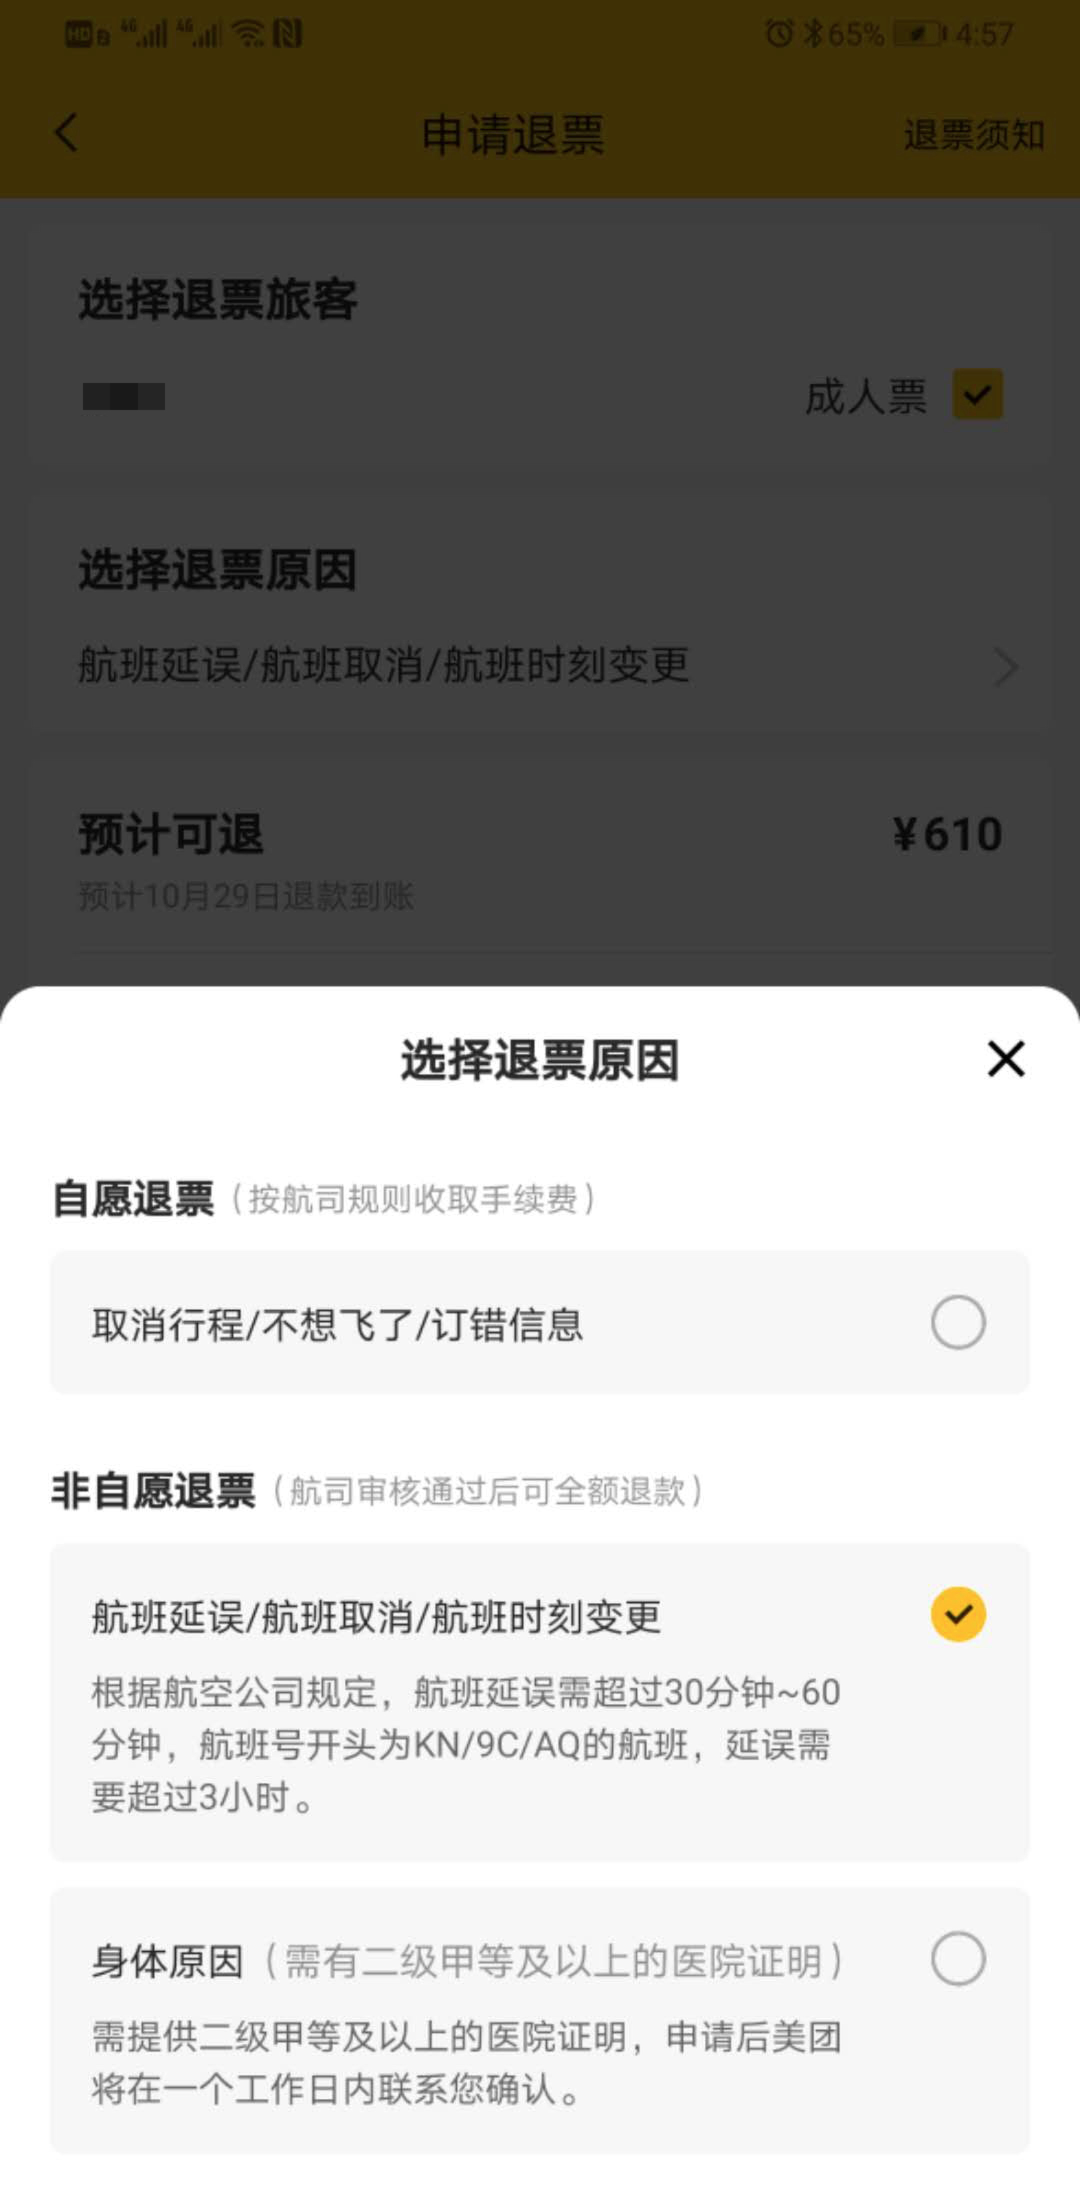 HD 2 4G 4G 65% 4:57
申请退票 退票须知
选择退票旅客
成人票
选择退票原因
航班延误/航班取消/航班时刻变更
预计可退 ¥610
预计10月29日退款到账
选择退票原因
自愿退票（按航司规则收取手续费）
取消行程/不想飞了/订错信息
非自愿退票（航司审核通过后可全额退款）
航班延误/航班取消/航班时刻变更
根据航空公司规定，航班延误需超过30分钟~60
分钟，航班号开头为KN/9C/AQ的航班，延误需
要超过3小时。
身体原因（需有二级甲等及以上的医院证明）
需提供二级甲等及以上的医院证明，申请后美团
将在一个工作日内联系您确认。